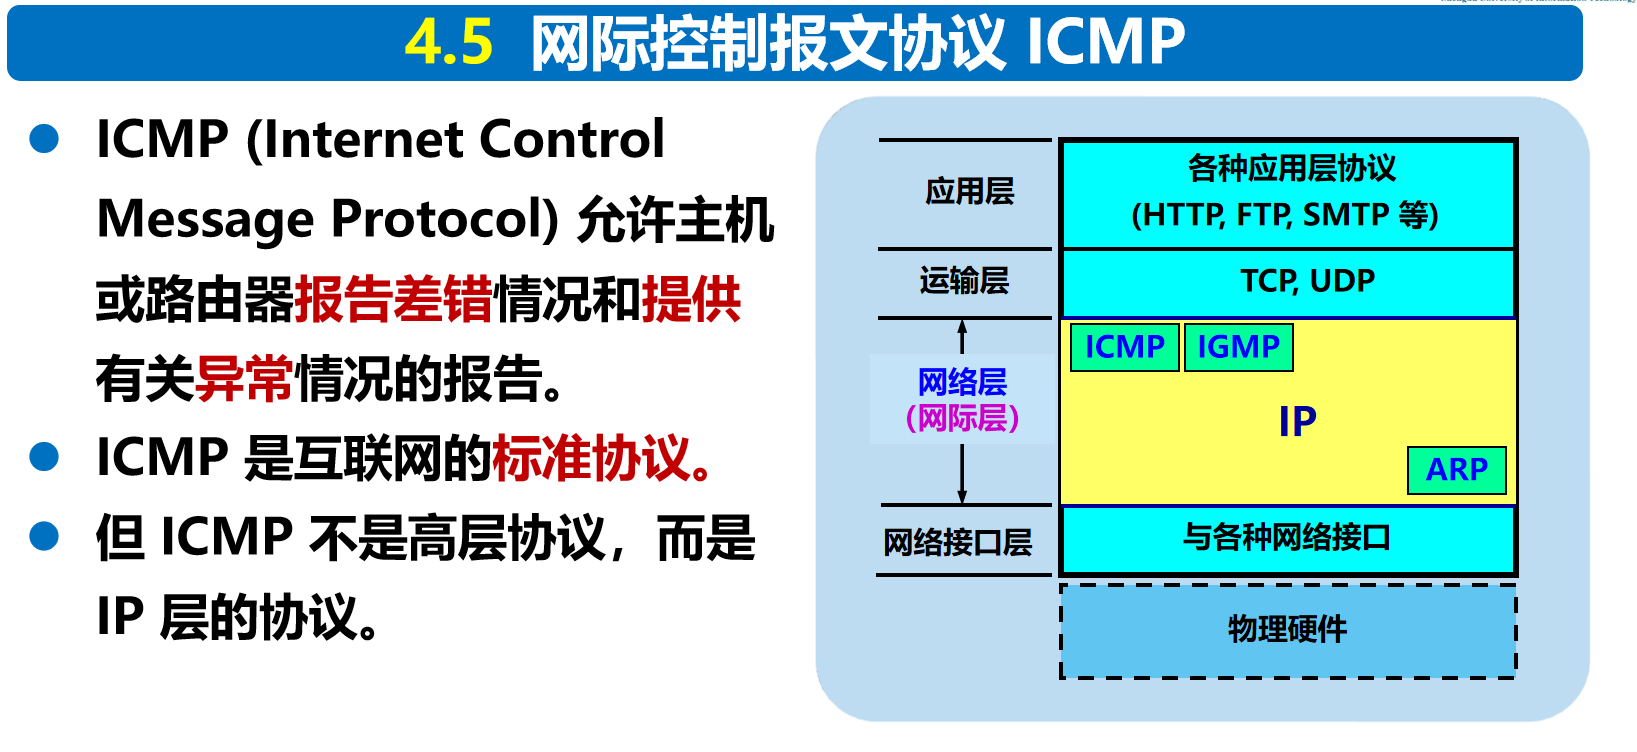 4.5 网际控制报文协议 ICMP
ICMP (Internet Control
Message Protocol) 允许主机
或路由器报告差错情况和提供
有关异常情况的报告。
ICMP 是互联网的标准协议。
但 ICMP 不是高层协议，而是
IP 层的协议。
应用层
各种应用层协议
(HTTP, FTP, SMTP 等)
运输层
TCP, UDP
ICMP
IGMP
网络层
(网际层)
IP
ARP
网络接口层
与各种网络接口
物理硬件